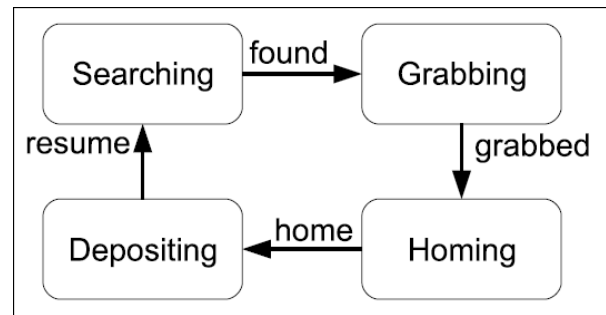 Searching
found
Grabbing
resume
grabbed
Depositing
home
Homing